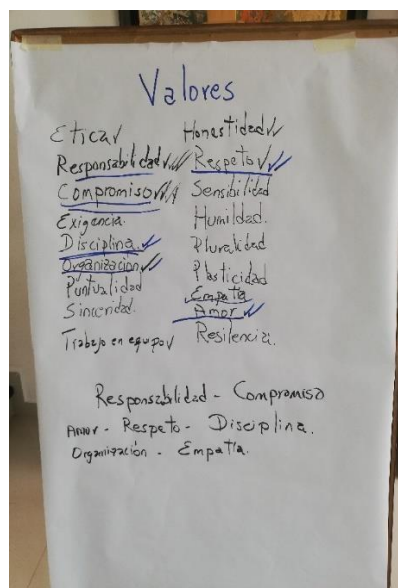 Valores
Etica √
Responsabilidad √√√
Compromiso √√√
Exigencia.
Disciplina. √
Organización √√
Puntualidad
Sinceridad.
Trabajo en equipo √
Honestidad √√
Respeto √√√
Sensibilidad
Humildad.
Pluralidad
Plasticidad
Empatía
Amor √
Resilencia.
Responsabilidad - Compromiso
Amor - Respeto - Disciplina.
Organización - Empatía.